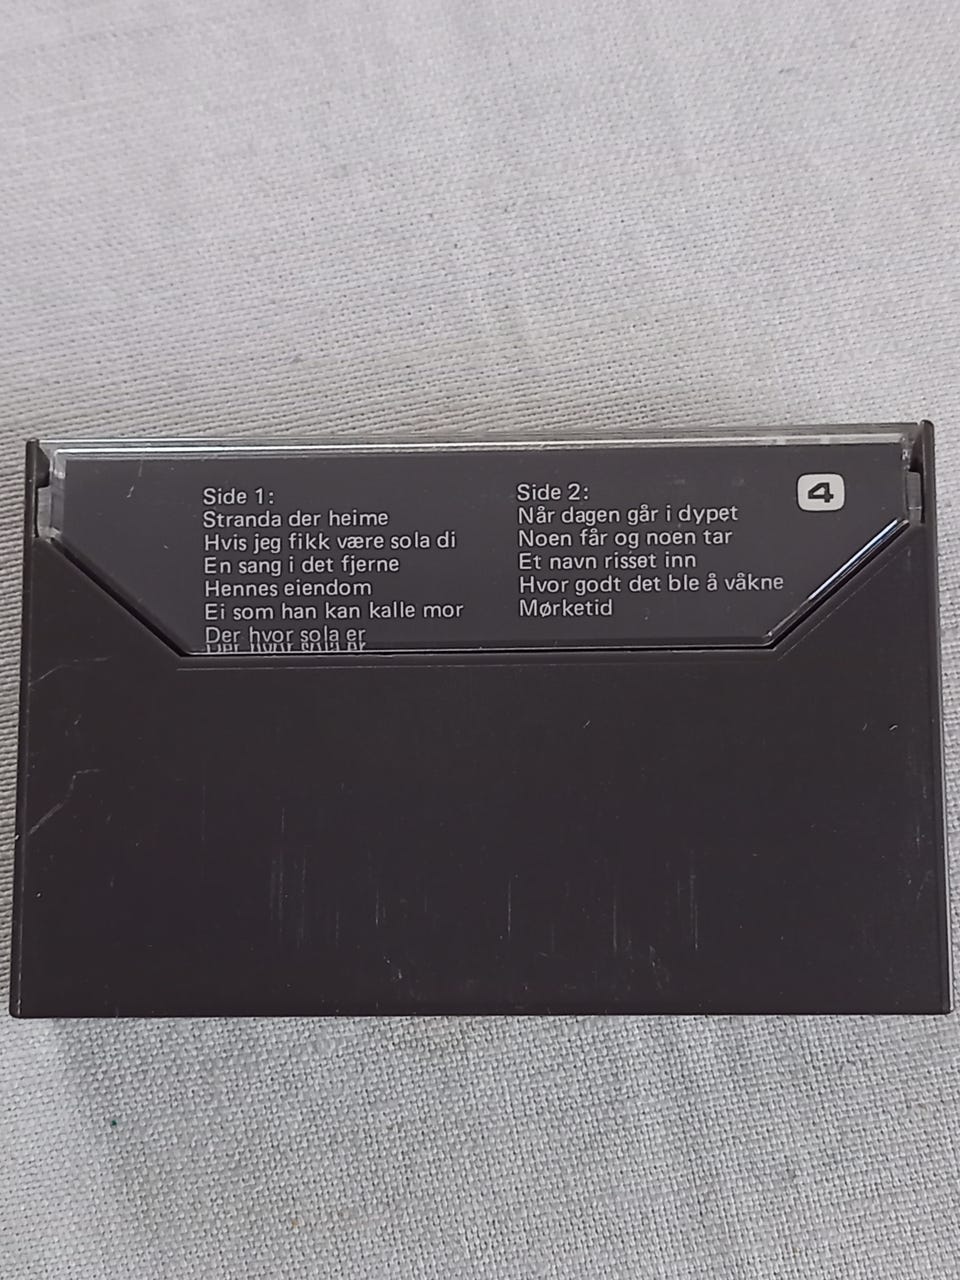 Side 1:
Stranda der heime
Hvis jeg fikk være sola di
En sang i det fjerne
Hennes eiendom
Ei som han kan kalle mor
Der hvor sola er
Side 2:
Når dagen går i dypet
Noen får og noen tar
Et navn risset inn
Hvor godt det ble å våkne
Mørketid
4